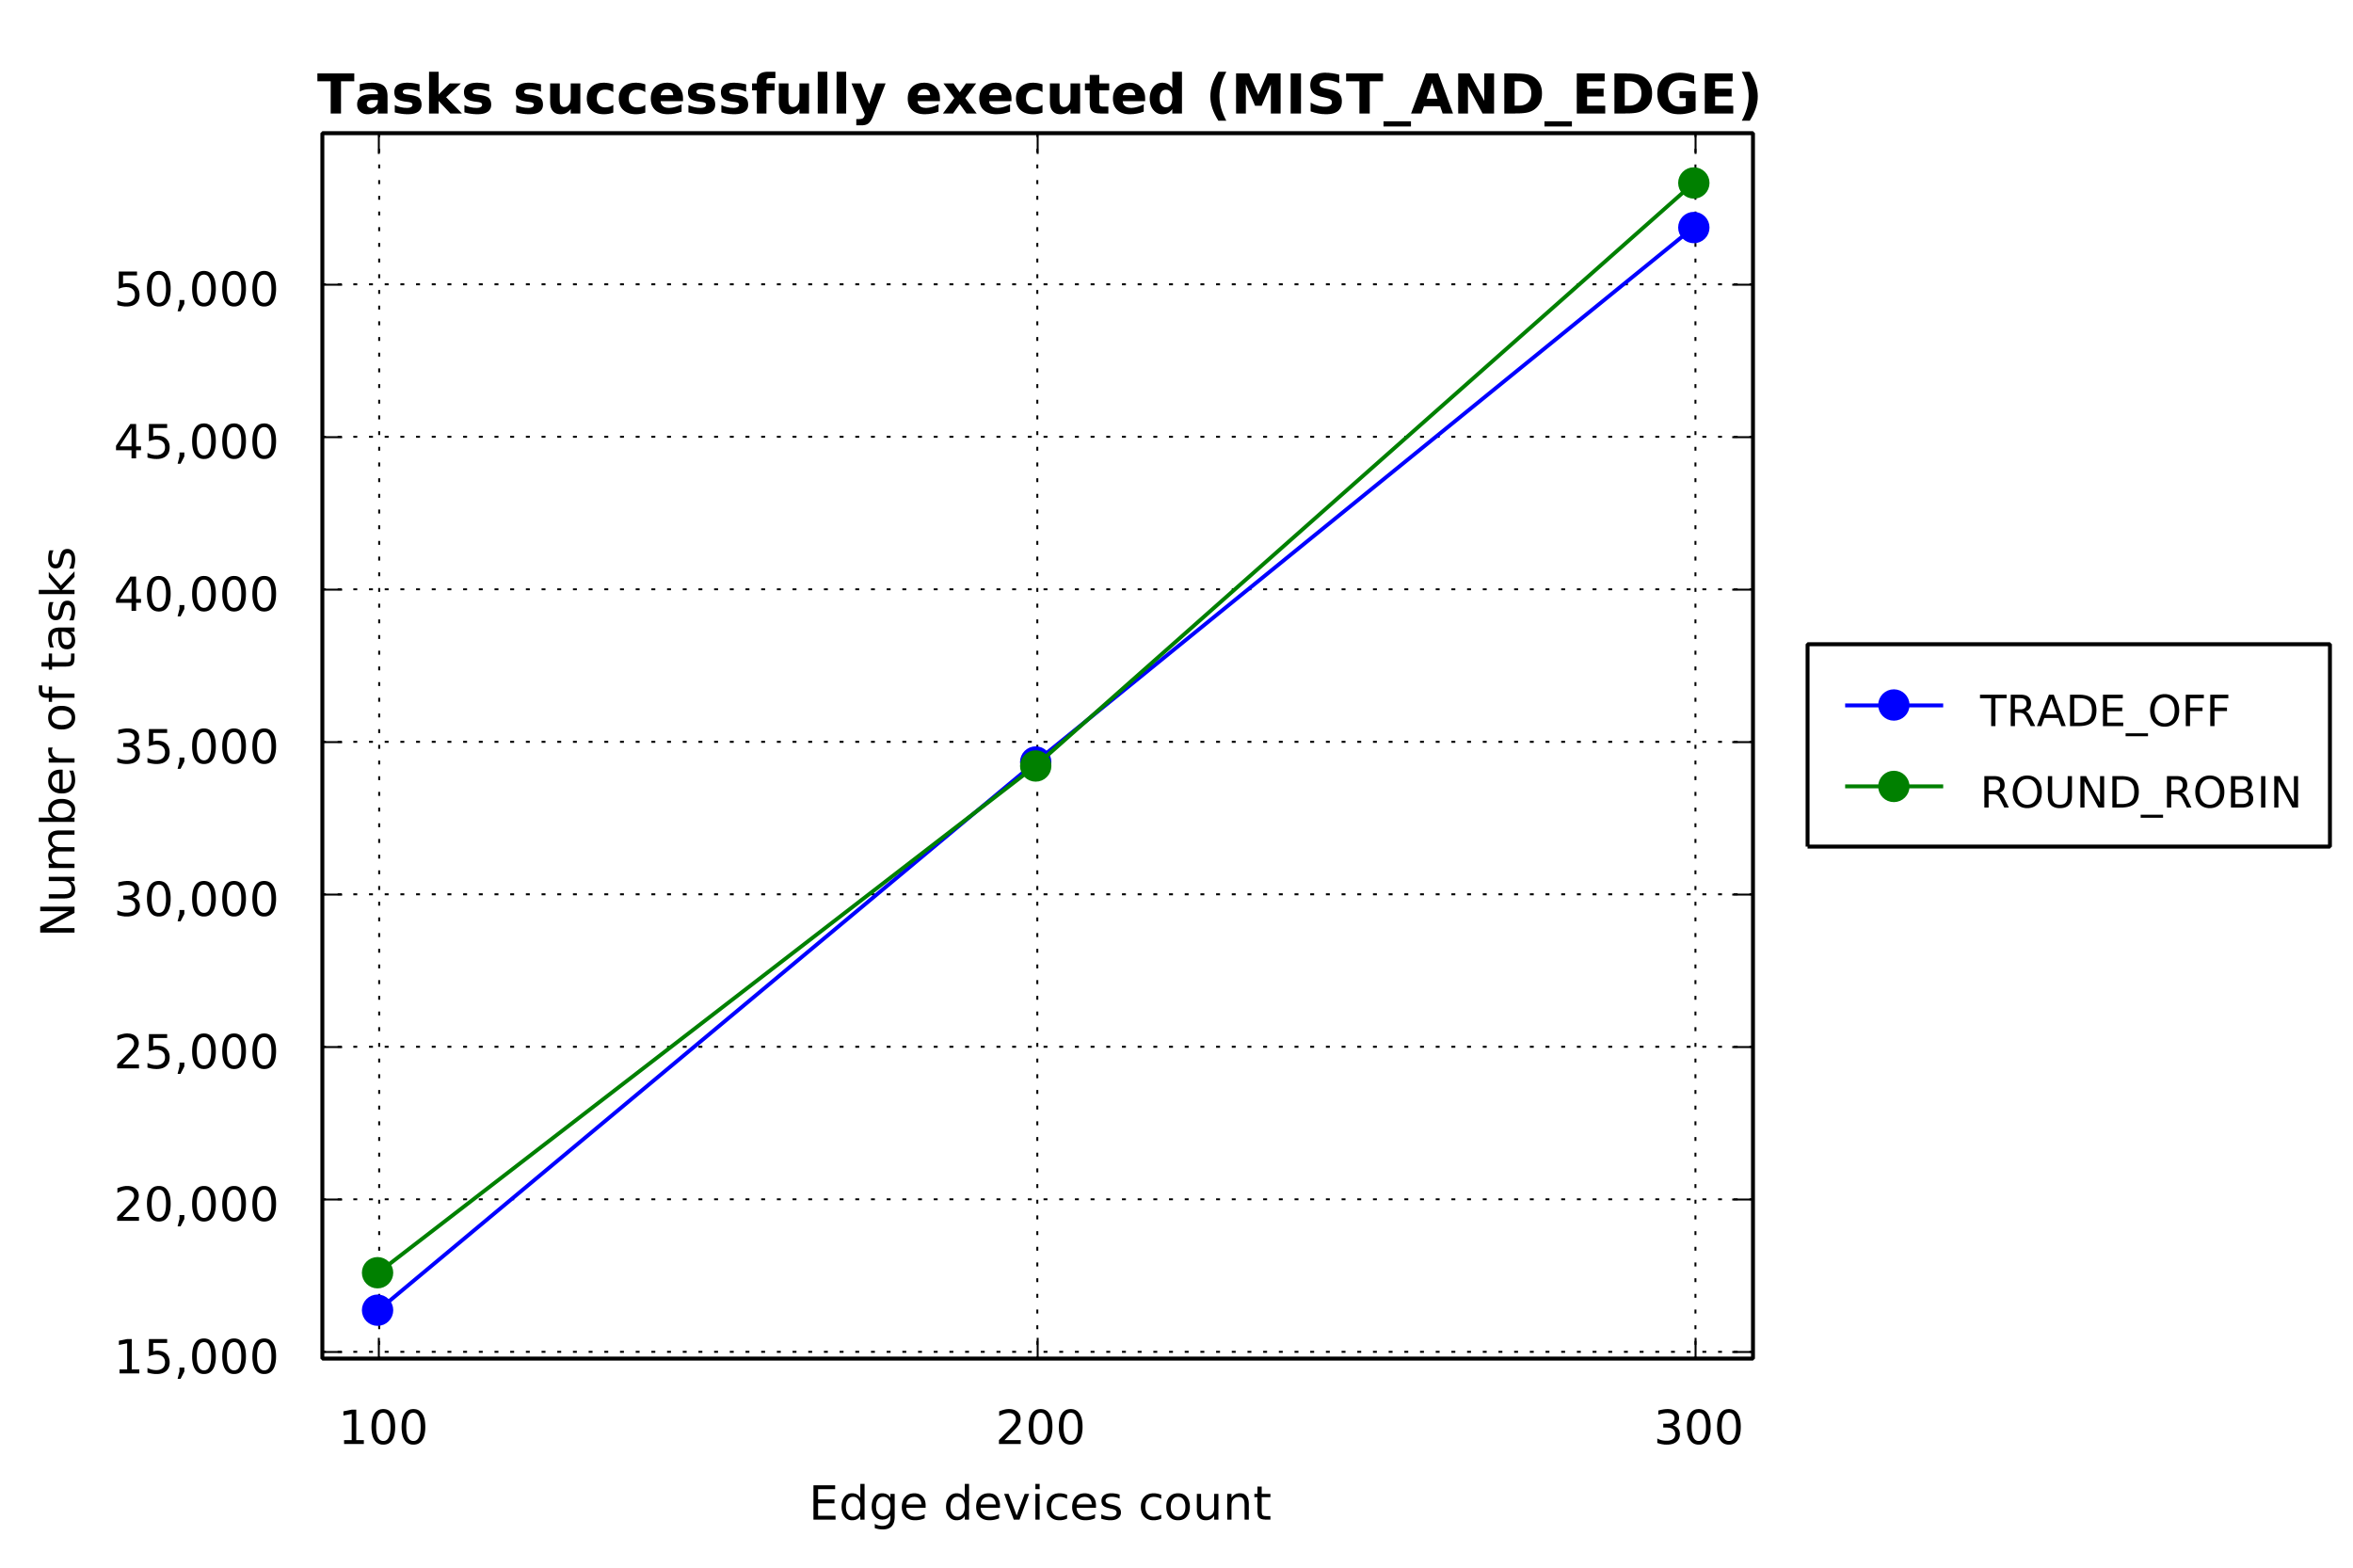 Tasks successfully executed (MIST_AND_EDGE)
50,000
45,000
40,000
35,000
30,000
25,000
20,000
15,000
Number of tasks
100 200 300
Edge devices count
TRADE_OFF
ROUND_ROBIN